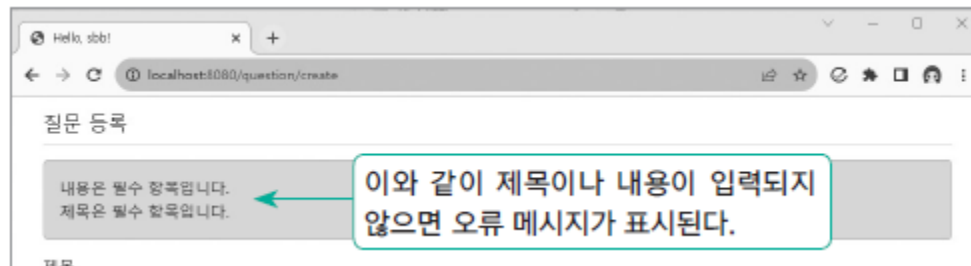 Hello, sbb!
localhost:8080/question/create
질문 등록
내용은 필수 항목입니다.
제목은 필수 항목입니다.
이와 같이 제목이나 내용이 입력되지
않으면 오류 메시지가 표시된다.
제목